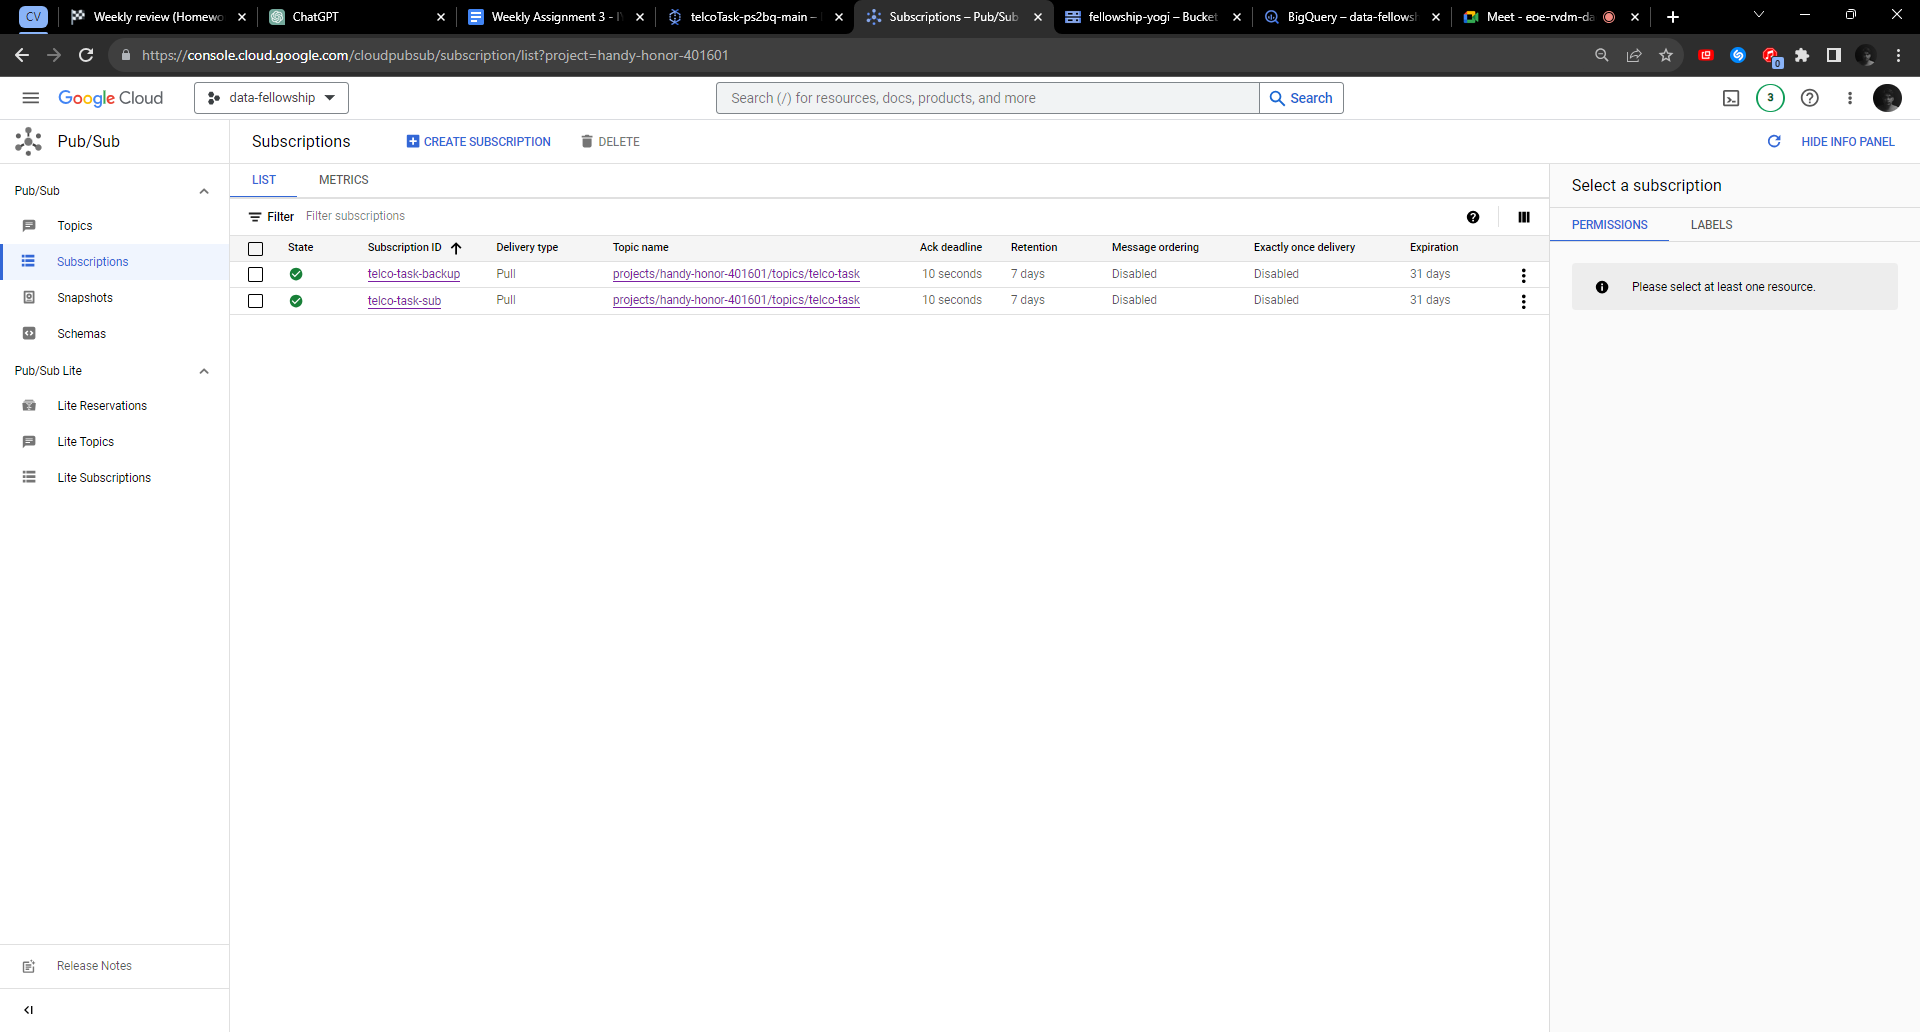 CV
Weekly review (Homewo
ChatGPT
Weekly Assignment 3 - I
telcoTask-ps2bq-main –
Subscriptions – Pub/Sub
fellowship-yogi – Bucket
BigQuery – data-fellowsh
Meet - eoe-rvdm-da
https://console.cloud.google.com/cloudpubsub/subscription/list?project=handy-honor-401601
0
Google Cloud
data-fellowship
Search (/) for resources, docs, products, and more
Search
3
Pub/Sub
Subscriptions
CREATE SUBSCRIPTION
DELETE
HIDE INFO PANEL
Pub/Sub
Topics
Subscriptions
Snapshots
Schemas
Pub/Sub Lite
Lite Reservations
Lite Topics
Lite Subscriptions
Release Notes
LIST METRICS
Filter Filter subscriptions
State Subscription ID Delivery type Topic name Ack deadline Retention Message ordering Exactly once delivery Expiration
telco-task-backup Pull projects/handy-honor-401601/topics/telco-task 10 seconds 7 days Disabled Disabled 31 days
telco-task-sub Pull projects/handy-honor-401601/topics/telco-task 10 seconds 7 days Disabled Disabled 31 days
Select a subscription
PERMISSIONS LABELS
Please select at least one resource.